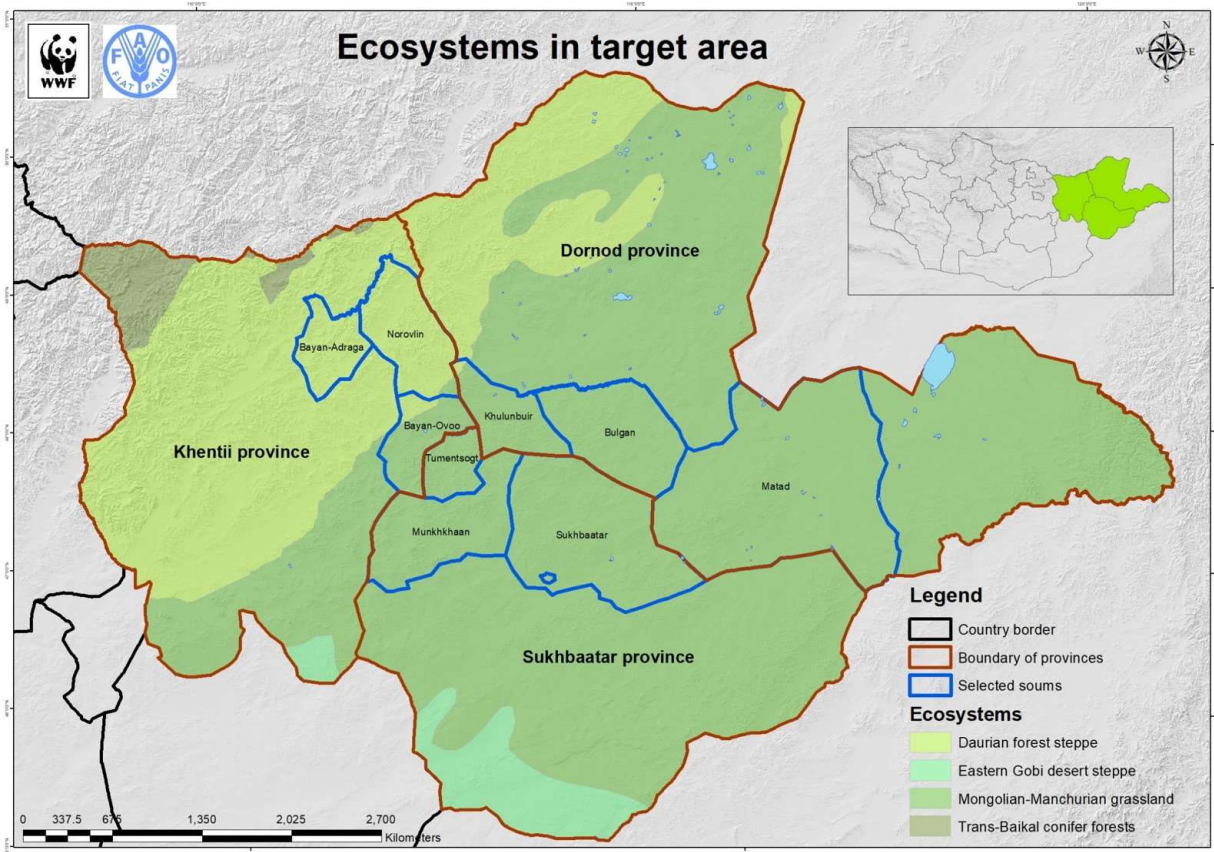 Ecosystems in target area
WWF
F A O
FIAT PANIS
N
W E
S
Dornod province
Norovlin
Bayan-Adraga
Khulunbuir
Bayan-Ovoo
Bulgan
Khentii province
Tumentsogt
Matad
Munkhkhaan
Sukhbaatar
Sukhbaatar province
Legend
Country border
Boundary of provinces
Selected soums
Ecosystems
Daurian forest steppe
Eastern Gobi desert steppe
Mongolian-Manchurian grassland
Trans-Baikal conifer forests
0 337.5 675 1,350 2,025 2,700
Kilometers